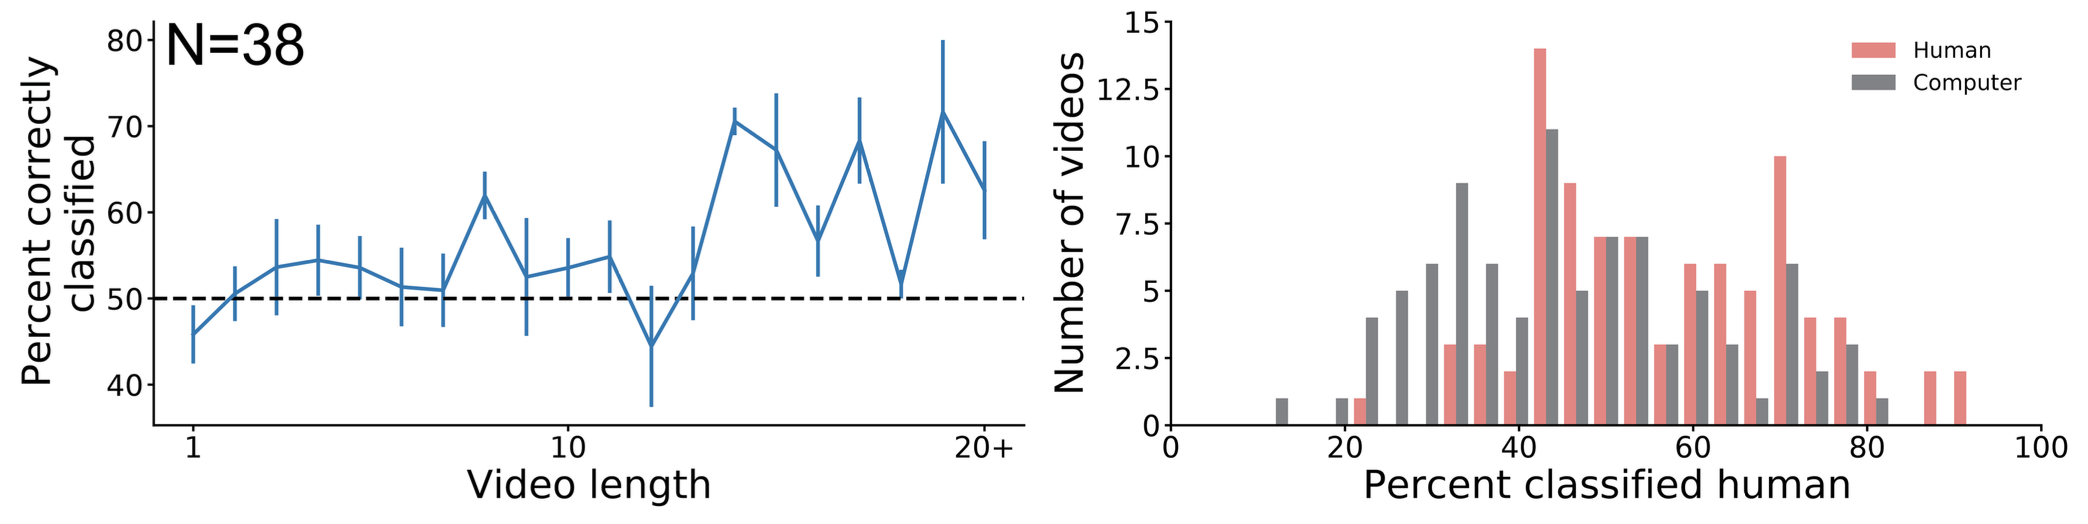 N=38
Percent correctly
classified
80
70
60
50
40
1
10
20+
Video length
Number of videos
15
12.5
10
7.5
5
2.5
0
Human
Computer
0
20
40
60
80
100
Percent classified human